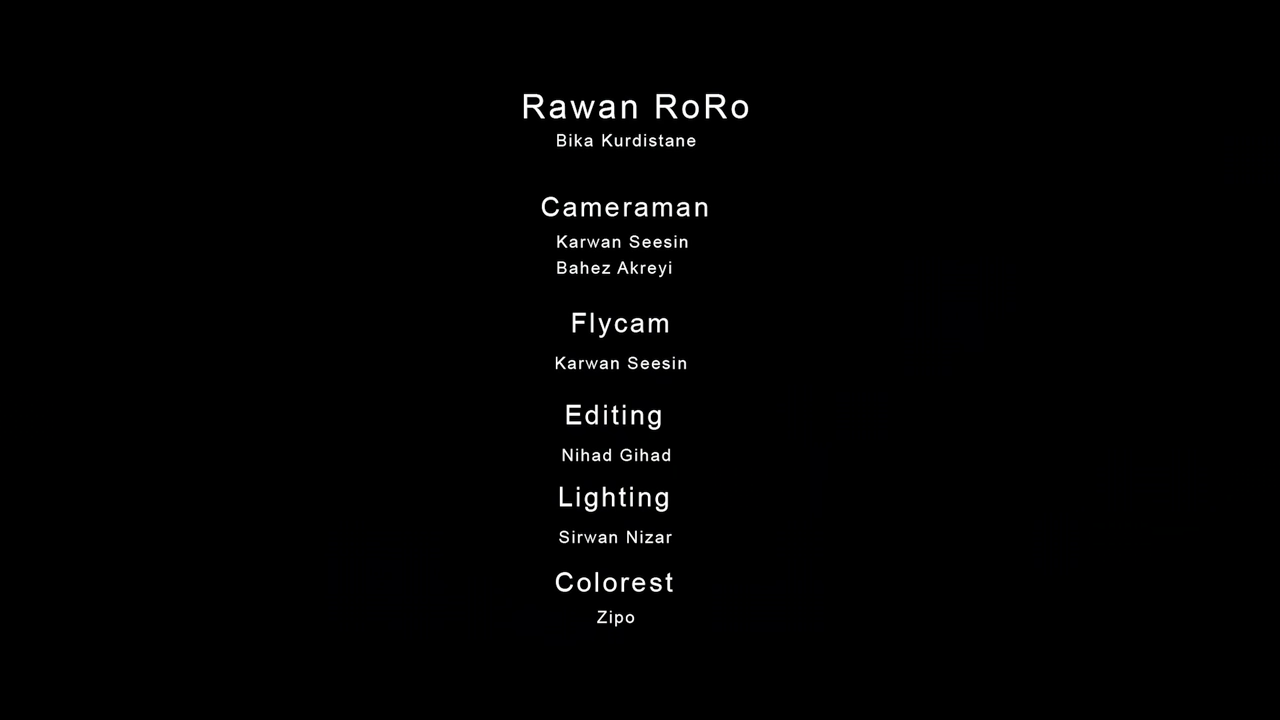 Rawan RoRo
Bika Kurdistane
Cameraman
Karwan Seesin
Bahez Akreyi
Flycam
Karwan Seesin
Editing
Nihad Gihad
Lighting
Sirwan Nizar
Colorest
Zipo